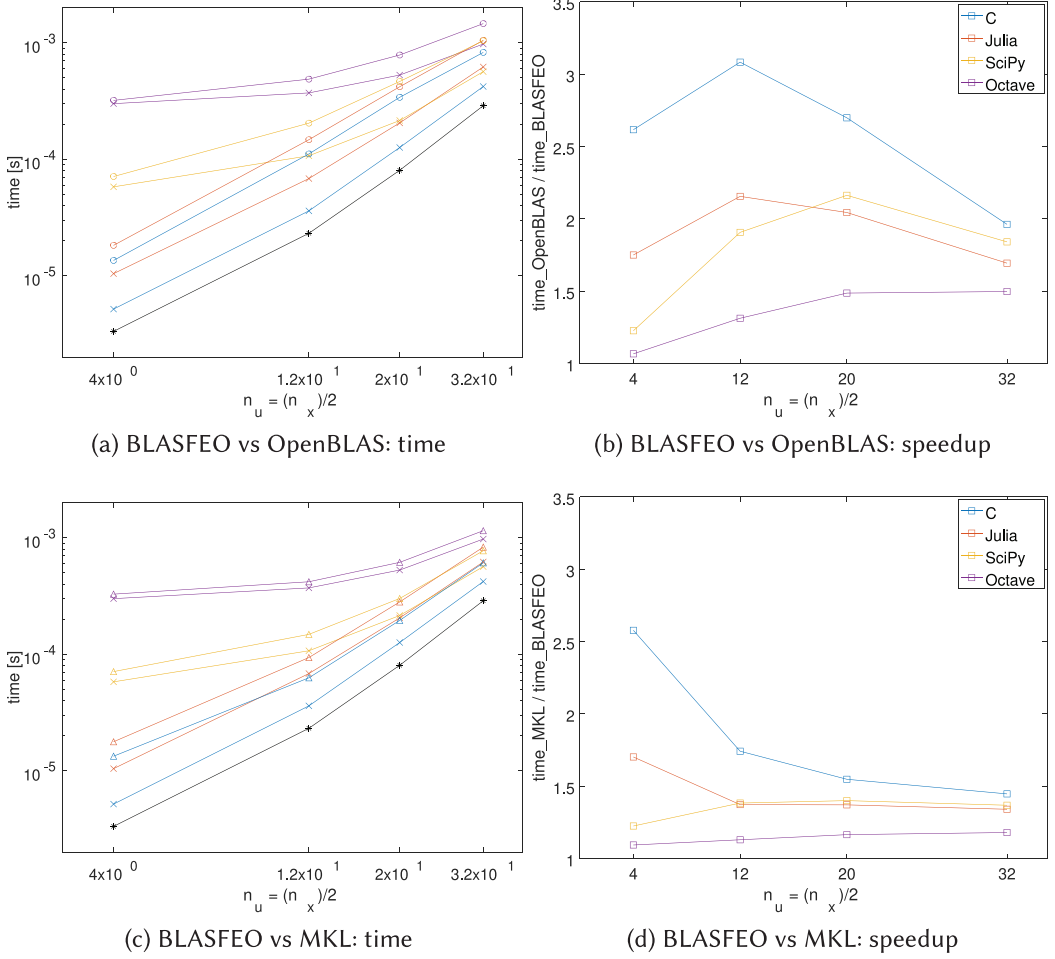 10^-3
10^-4
10^-5
time [s]
4x10^0
1.2x10^1
2x10^1
3.2x10^1
n_u = (n_x)/2
(a) BLASFEO vs OpenBLAS: time
3.5
3
2.5
2
1.5
1
time_OpenBLAS / time_BLASFEO
C
Julia
SciPy
Octave
4
12
20
32
n_u = (n_x)/2
(b) BLASFEO vs OpenBLAS: speedup
10^-3
10^-4
10^-5
time [s]
4x10^0
1.2x10^1
2x10^1
3.2x10^1
n_u = (n_x)/2
(c) BLASFEO vs MKL: time
3.5
3
2.5
2
1.5
1
time_MKL / time_BLASFEO
C
Julia
SciPy
Octave
4
12
20
32
n_u = (n_x)/2
(d) BLASFEO vs MKL: speedup